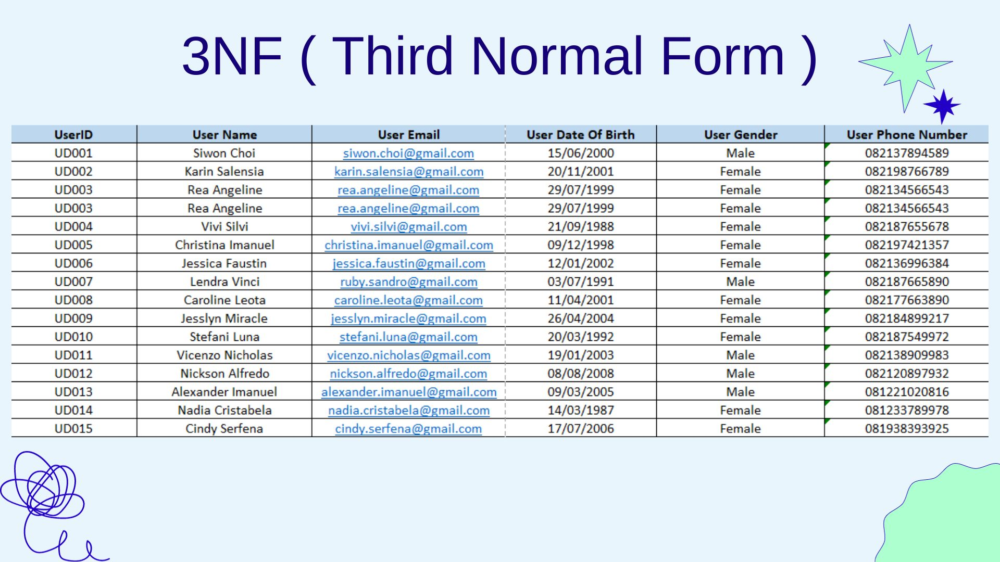 3NF ( Third Normal Form )
UserID User Name User Email User Date Of Birth User Gender User Phone Number
UD001 Siwon Choi siwon.choi@gmail.com 15/06/2000 Male 082137894589
UD002 Karin Salensia karin.salensia@gmail.com 20/11/2001 Female 082198766789
UD003 Rea Angeline rea.angeline@gmail.com 29/07/1999 Female 082134566543
UD003 Rea Angeline rea.angeline@gmail.com 29/07/1999 Female 082134566543
UD004 Vivi Silvi vivi.silvi@gmail.com 21/09/1988 Female 082187655678
UD005 Christina Imanuel christina.imanuel@gmail.com 09/12/1998 Female 082197421357
UD006 Jessica Faustin jessica.faustin@gmail.com 12/01/2002 Female 082136996384
UD007 Lendra Vinci ruby.sandro@gmail.com 03/07/1991 Male 082187665890
UD008 Caroline Leota caroline.leota@gmail.com 11/04/2001 Female 082177663890
UD009 Jesslyn Miracle jesslyn.miracle@gmail.com 26/04/2004 Female 082184899217
UD010 Stefani Luna stefani.luna@gmail.com 20/03/1992 Female 082187549972
UD011 Vicenzo Nicholas vicenzo.nicholas@gmail.com 19/01/2003 Male 082138909983
UD012 Nickson Alfredo nickson.alfredo@gmail.com 08/08/2008 Male 082120897932
UD013 Alexander Imanuel alexander.imanuel@gmail.com 09/03/2005 Male 081221020816
UD014 Nadia Cristabela nadia.cristabela@gmail.com 14/03/1987 Female 081233789978
UD015 Cindy Serfena cindy.serfena@gmail.com 17/07/2006 Female 081938393925